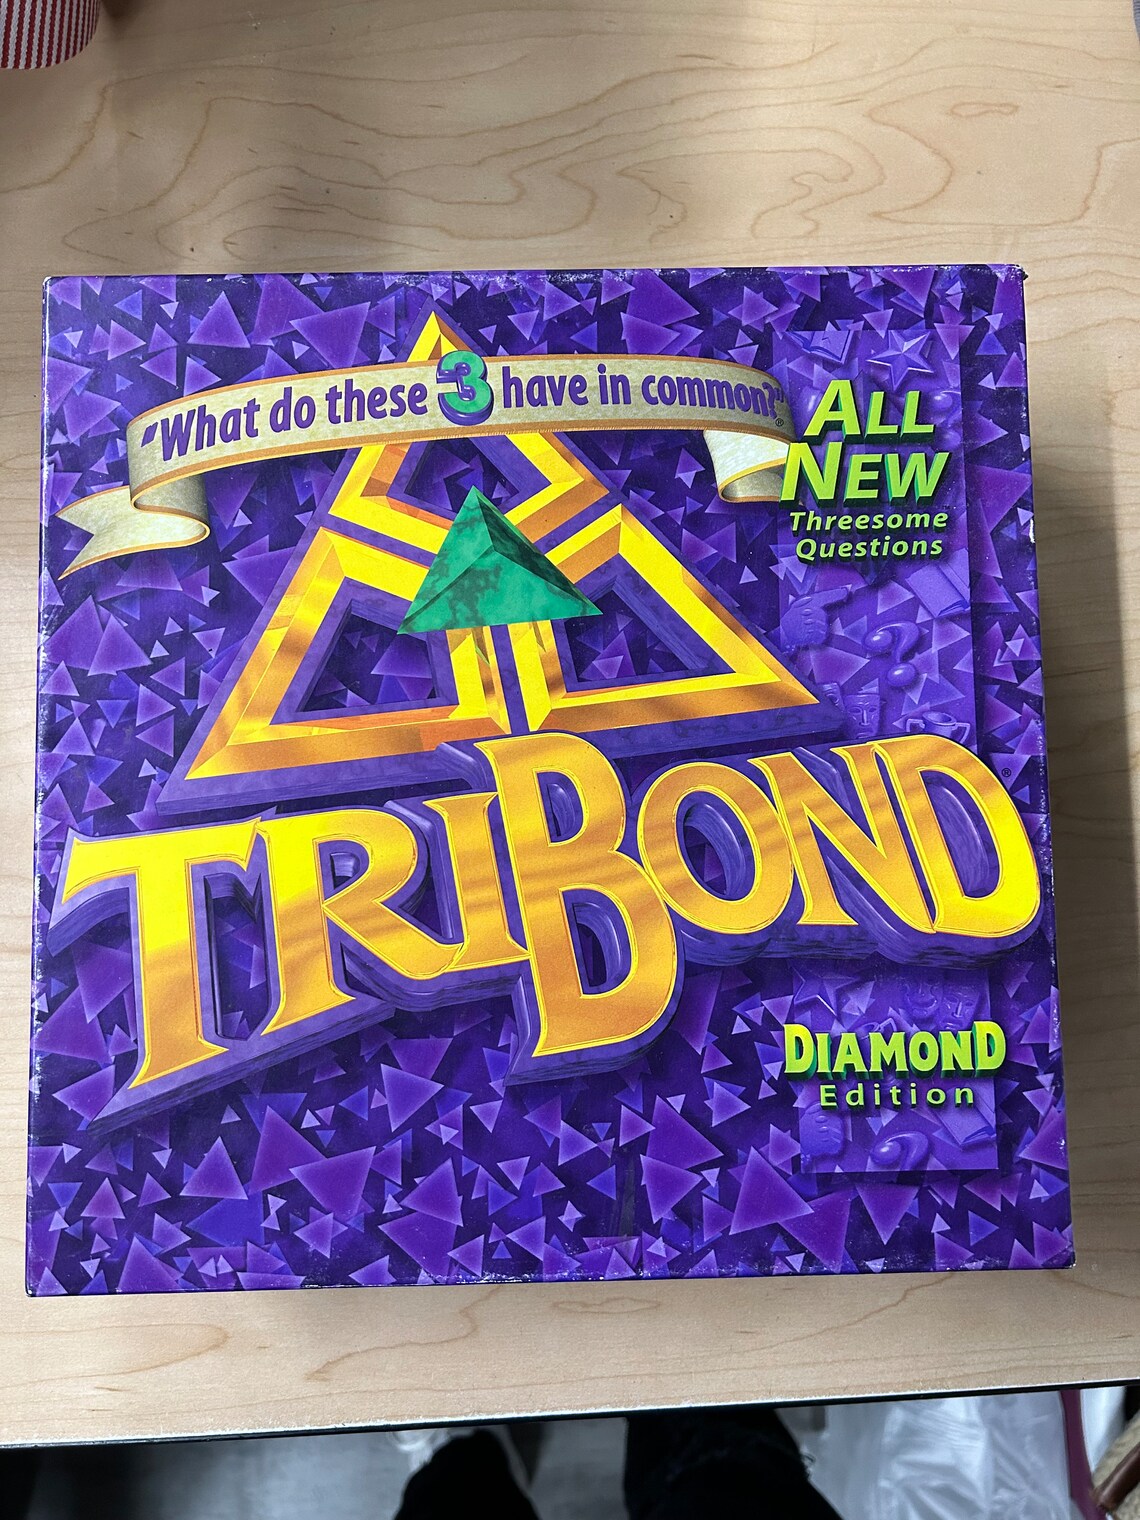 "What do these 3 have in common?"®
ALL
NEW
Threesome
Questions
TRIBOND®
DIAMOND
Edition